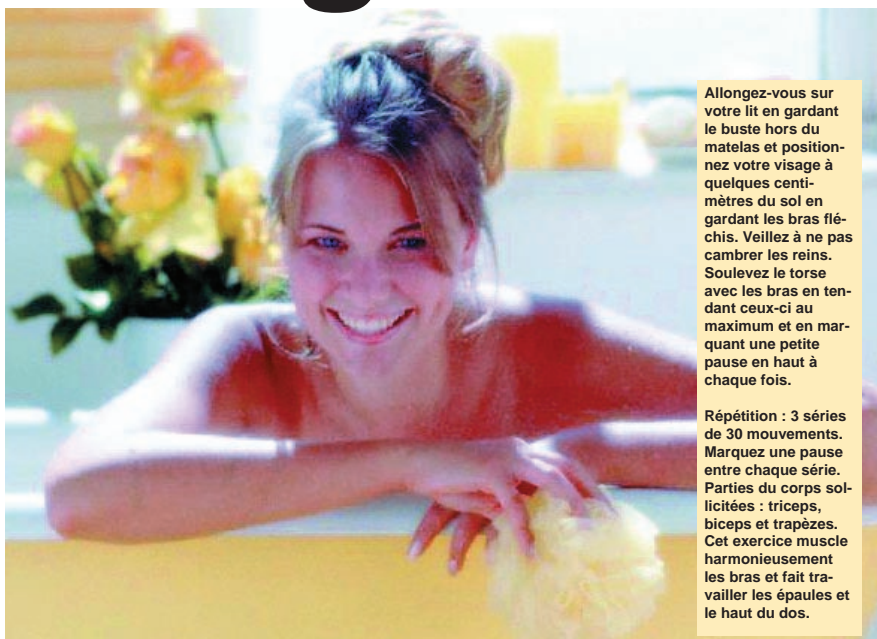 Allongez-vous sur
votre lit en gardant
le buste hors du
matelas et position-
nez votre visage à
quelques centi-
mètres du sol en
gardant les bras flé-
chis. Veillez à ne pas
cambrer les reins.
Soulevez le torse
avec les bras en ten-
dant ceux-ci au
maximum et en mar-
quant une petite
pause en haut à
chaque fois.

Répétition : 3 séries
de 30 mouvements.
Marquez une pause
entre chaque série.
Parties du corps sol-
licitées : triceps,
biceps et trapèzes.
Cet exercice muscle
harmonieusement
les bras et fait tra-
vailler les épaules et
le haut du dos.